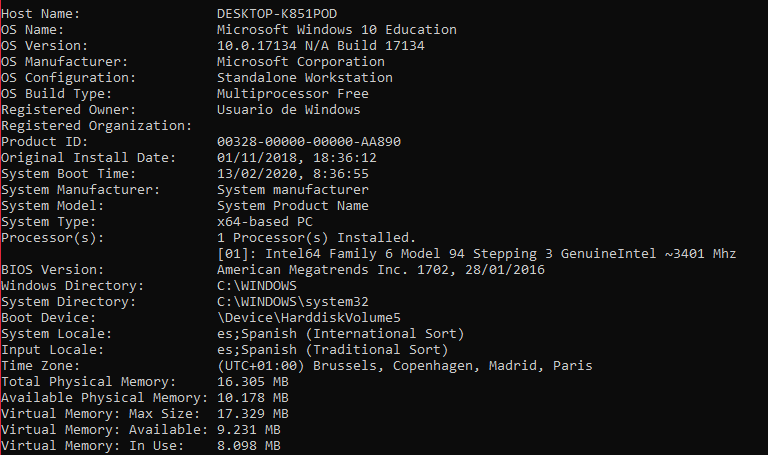 Host Name:                 DESKTOP-K851POD
OS Name:                   Microsoft Windows 10 Education
OS Version:                10.0.17134 N/A Build 17134
OS Manufacturer:           Microsoft Corporation
OS Configuration:          Standalone Workstation
OS Build Type:             Multiprocessor Free
Registered Owner:          Usuario de Windows
Registered Organization:
Product ID:                00328-00000-00000-AA890
Original Install Date:     01/11/2018, 18:36:12
System Boot Time:          13/02/2020, 8:36:55
System Manufacturer:       System manufacturer
System Model:              System Product Name
System Type:               x64-based PC
Processor(s):              1 Processor(s) Installed.
                           [01]: Intel64 Family 6 Model 94 Stepping 3 GenuineIntel ~3401 Mhz
BIOS Version:              American Megatrends Inc. 1702, 28/01/2016
Windows Directory:         C:\WINDOWS
System Directory:          C:\WINDOWS\system32
Boot Device:               \Device\HarddiskVolume5
System Locale:             es;Spanish (International Sort)
Input Locale:              es;Spanish (Traditional Sort)
Time Zone:                 (UTC+01:00) Brussels, Copenhagen, Madrid, Paris
Total Physical Memory:     16.305 MB
Available Physical Memory: 10.178 MB
Virtual Memory: Max Size:  17.329 MB
Virtual Memory: Available: 9.231 MB
Virtual Memory: In Use:    8.098 MB